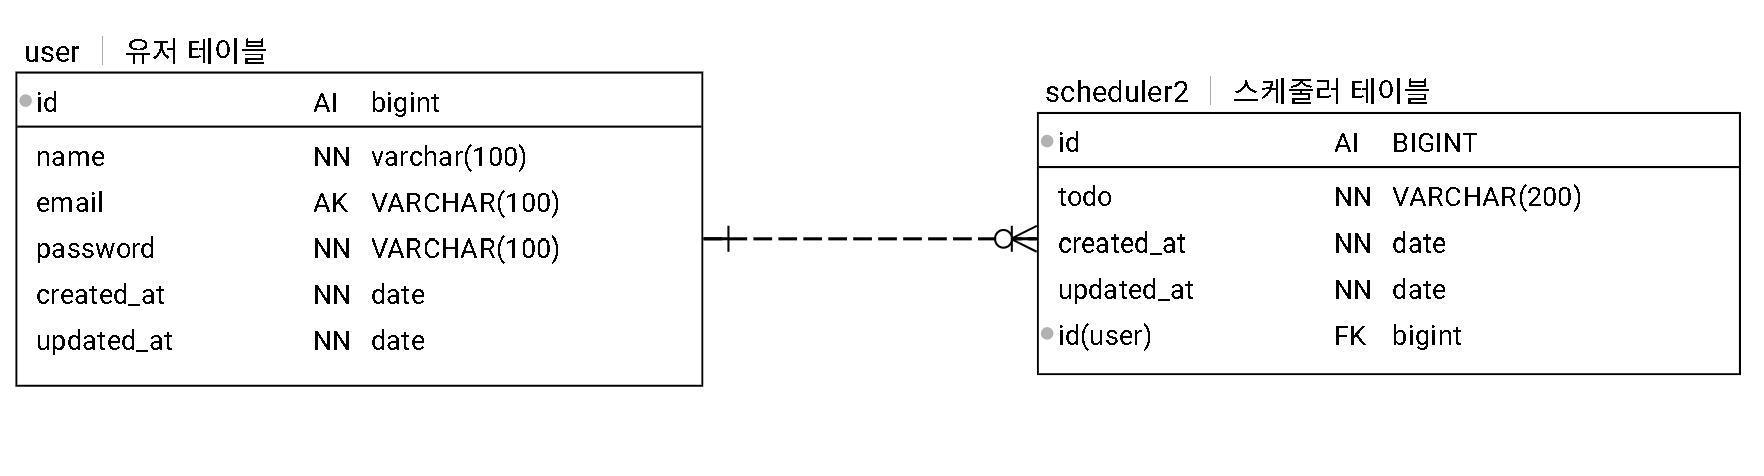 user 유저 테이블
id AI bigint
name NN varchar(100)
email AK VARCHAR(100)
password NN VARCHAR(100)
created_at NN date
updated_at NN date
scheduler2 스케줄러 테이블
id AI BIGINT
todo NN VARCHAR(200)
created_at NN date
updated_at NN date
id(user) FK bigint